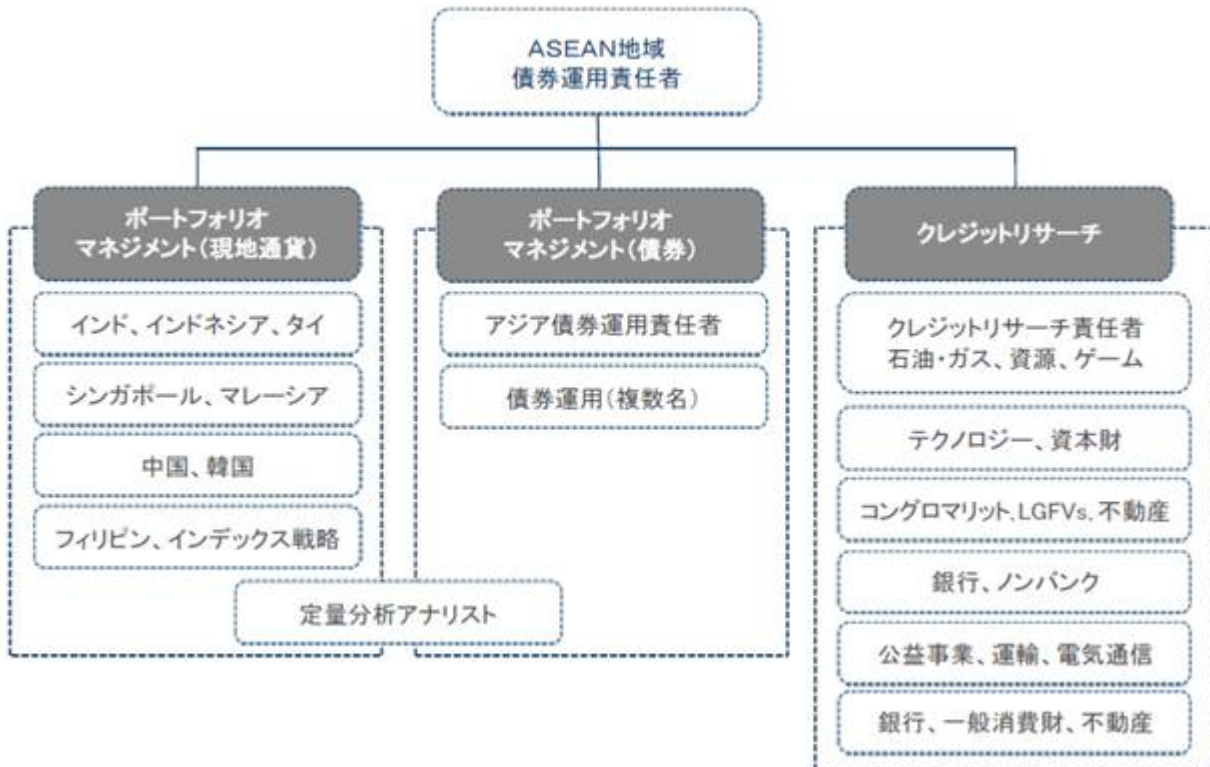 ASEAN地域
債券運用責任者
ポートフォリオ
マネジメント(現地通貨)
インド、インドネシア、タイ
シンガポール、マレーシア
中国、韓国
フィリピン、インデックス戦略
ポートフォリオ
マネジメント(債券)
アジア債券運用責任者
債券運用(複数名)
定量分析アナリスト
クレジットリサーチ
クレジットリサーチ責任者
石油・ガス、資源、ゲーム
テクノロジー、資本財
コングロマリット、LGFVs、不動産
銀行、ノンバンク
公益事業、運輸、電気通信
銀行、一般消費財、不動産